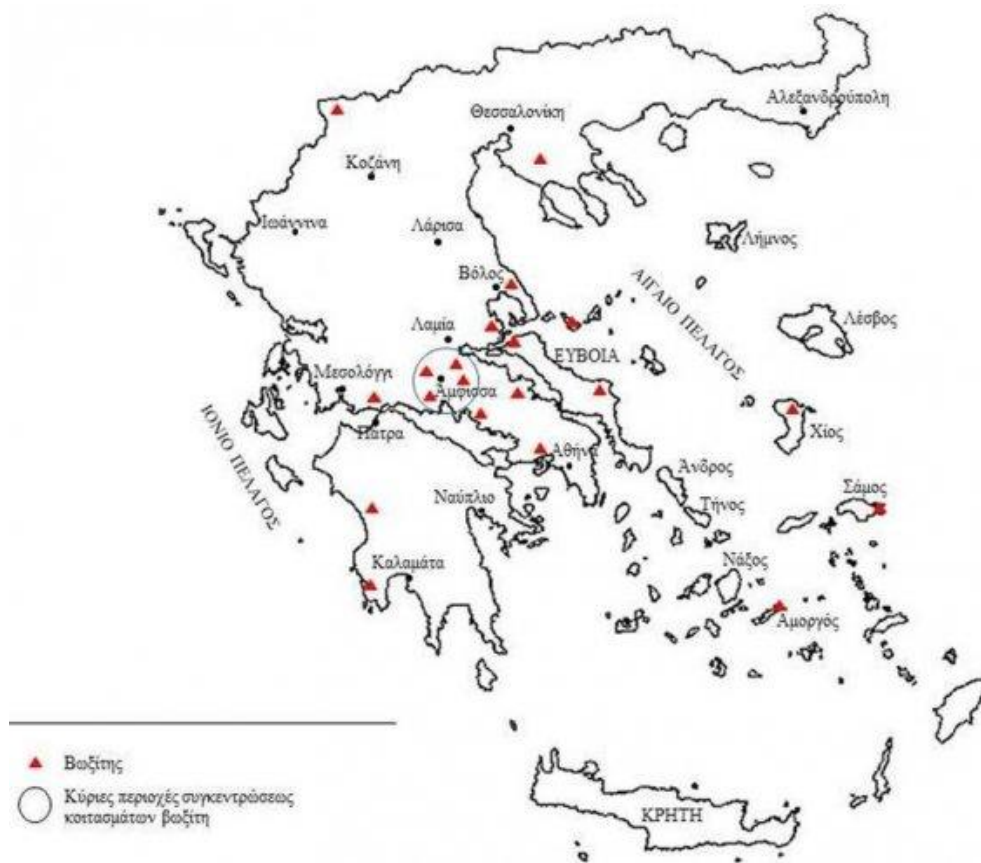 Αλεξανδρούπολη
Θεσσαλονίκη
Κοζάνη
Ιωάννινα
Λάρισα
Λήμνος
Βόλος
ΑΙΓΑΙΟ ΠΕΛΑΓΟΣ
Λαμία
Λέσβος
ΕΥΒΟΙΑ
Μεσολόγγι
Άμφισσα
ΙΟΝΙΟ ΠΕΛΑΓΟΣ
Πάτρα
Χίος
Αθήνα
Άνδρος
Σάμος
Ναύπλιο
Τήνος
Νάξος
Καλαμάτα
Αμοργός
Βωξίτης
Κύριες περιοχές συγκεντρώσεως
κοιτασμάτων βωξίτη
ΚΡΗΤΗ